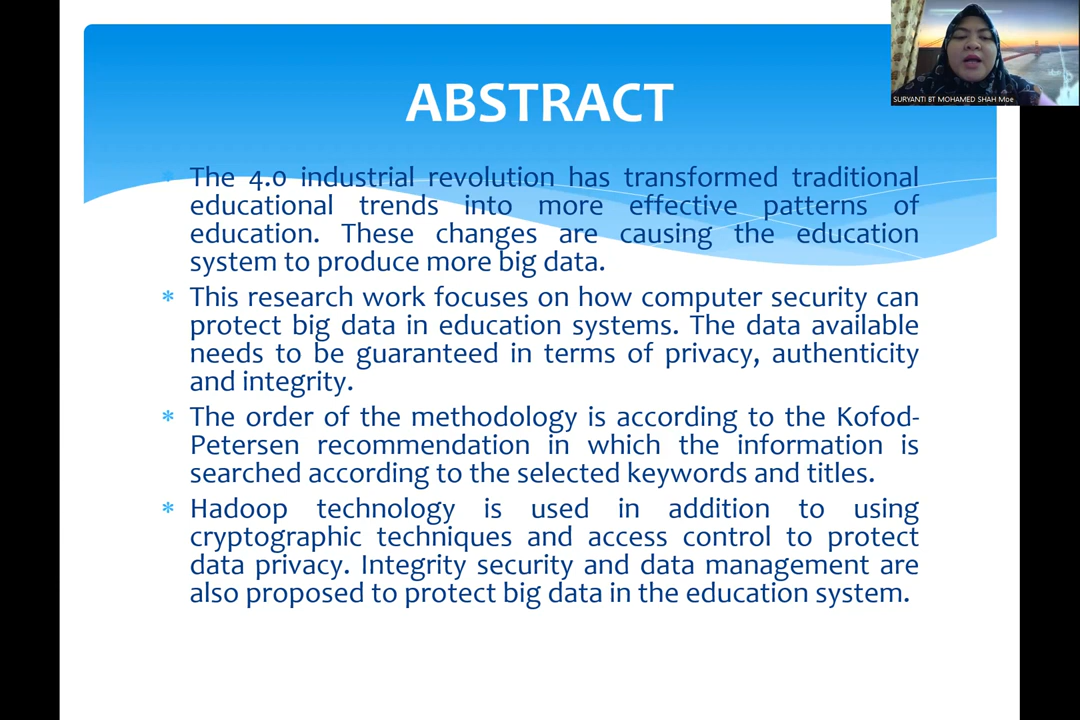 ABSTRACT
SURYANTI BT MOHAMED SHAH Moe
* The 4.0 industrial revolution has transformed traditional
educational trends into more effective patterns of
education. These changes are causing the education
system to produce more big data.
* This research work focuses on how computer security can
protect big data in education systems. The data available
needs to be guaranteed in terms of privacy, authenticity
and integrity.
* The order of the methodology is according to the Kofod-
Petersen recommendation in which the information is
searched according to the selected keywords and titles.
* Hadoop technology is used in addition to using
cryptographic techniques and access control to protect
data privacy. Integrity security and data management are
also proposed to protect big data in the education system.